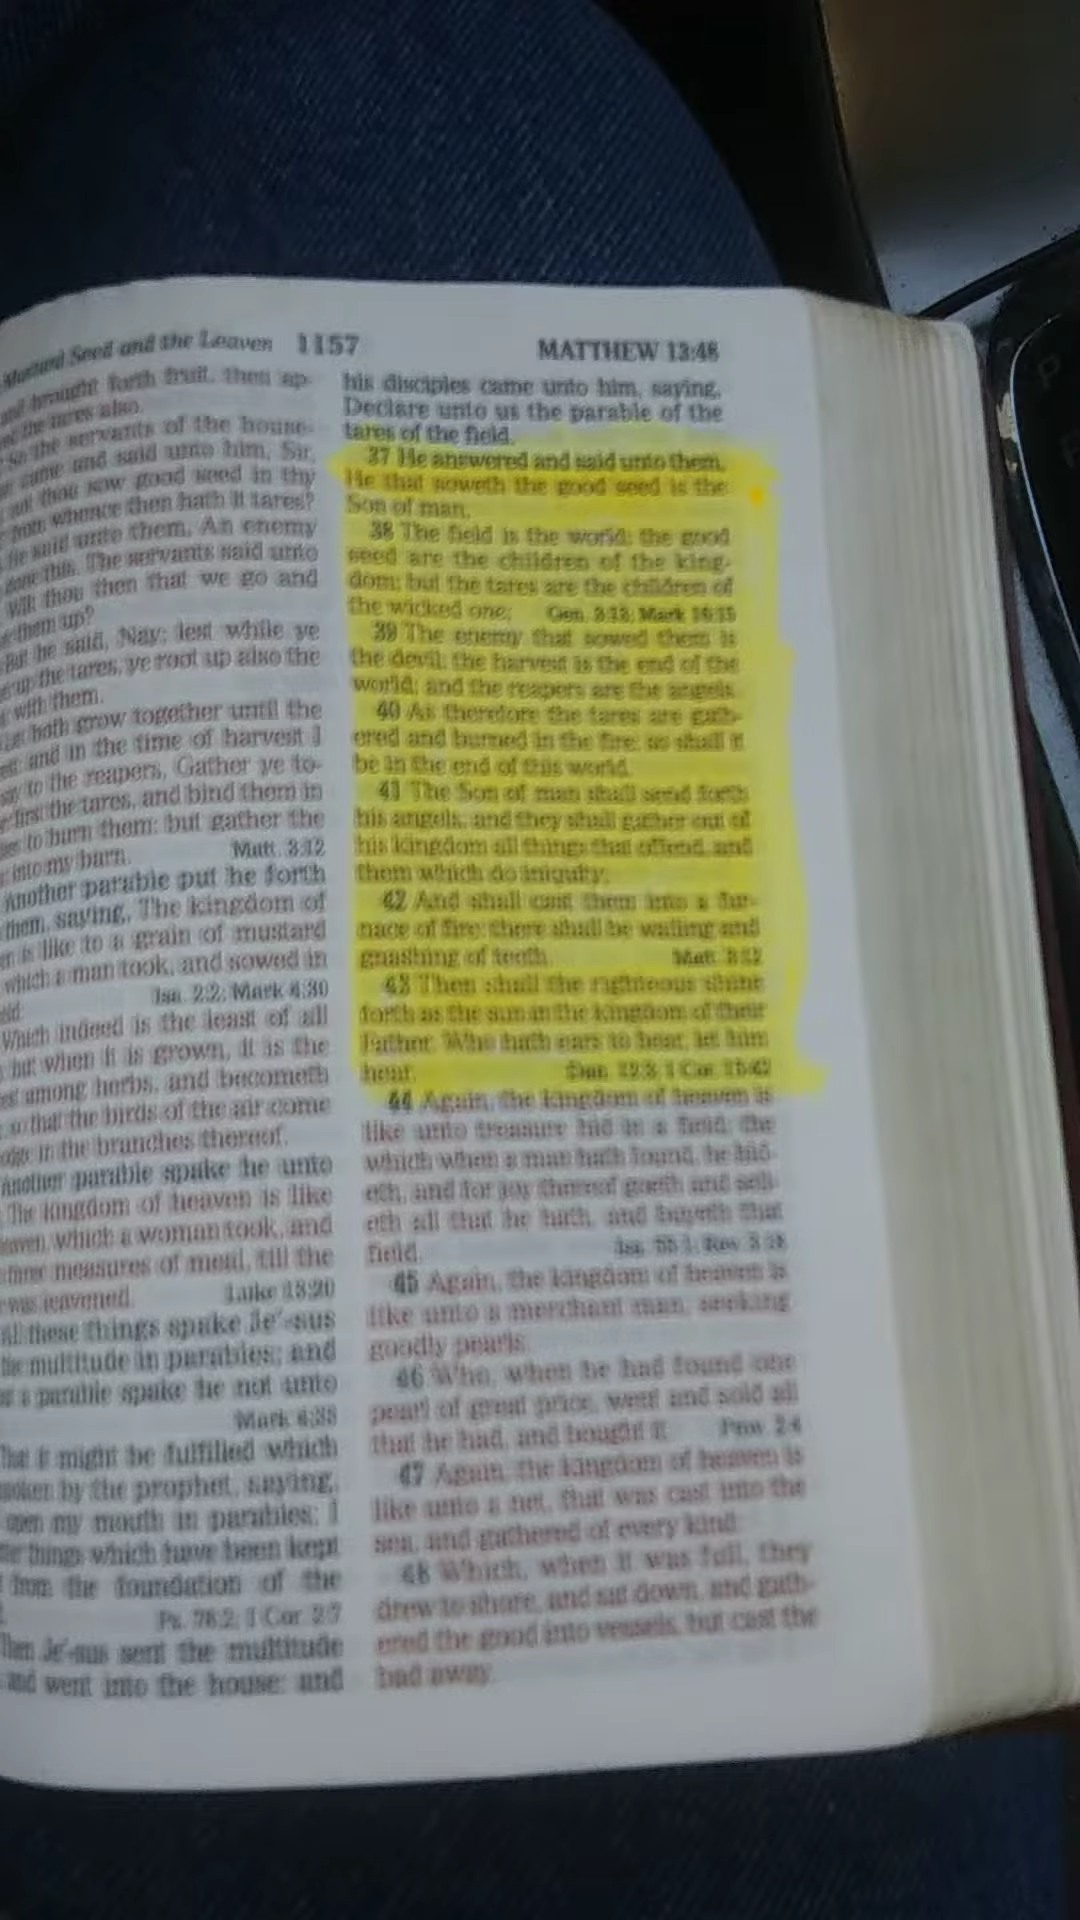 Mustard Seed and the Leaven 1157 MATTHEW 13:48
brought forth fruit, then ap-
the tares also.
servants of the house-
came and said unto him, Sir,
thou sow good seed in thy
whence then hath it tares?
He said unto them, An enemy
done this. The servants said unto
Wilt thou then that we go and
them up?
But he said, Nay; lest while ye
up the tares, ye root up also the
with them.
both grow together until the
and in the time of harvest I
say to the reapers, Gather ye to-
first the tares, and bind them in
to burn them: but gather the
into my barn. Matt. 3:12
Another parable put he forth
them, saying, The kingdom of
is like to a grain of mustard
which a man took, and sowed in
Isa. 2:2; Mark 4:30
Which indeed is the least of all
but when it is grown, it is the
among herbs, and becometh
so that the birds of the air come
in the branches thereof.
Another parable spake he unto
The kingdom of heaven is like
leaven, which a woman took, and
three measures of meal, till the
was leavened. Luke 13:20
All these things spake Je'-sus
the multitude in parables; and
a parable spake he not unto
Mark 4:33
That it might be fulfilled which
spoken by the prophet, saying,
open my mouth in parables; I
things which have been kept
from the foundation of the
Ps. 78:2; 1 Cor 2:7
Then Je'-sus sent the multitude
and went into the house: and
his disciples came unto him, saying,
Declare unto us the parable of the
tares of the field.
37 He answered and said unto them,
He that soweth the good seed is the
Son of man,
38 The field is the world; the good
seed are the children of the king-
dom; but the tares are the children of
the wicked one; Mark 16:15
39 The enemy that sowed them is
the devil; the harvest is the end of the
world; and the reapers are the angels.
40 As therefore the tares are gath-
ered and burned in the fire; so shall it
be in the end of this world.
41 The Son of man shall send forth
his angels, and they shall gather out of
his kingdom all things that offend, and
them which do iniquity;
42 And shall cast them into a fur-
nace of fire: there shall be wailing and
gnashing of teeth. Matt. 3:12
43 Then shall the righteous shine
forth as the sun in the kingdom of their
Father. Who hath ears to hear, let him
hear. Dan. 12:3; 1 Cor. 15:42
44 Again, the kingdom of heaven is
like unto treasure hid in a field; the
which when a man hath found, he hid-
eth, and for joy thereof goeth and sell-
eth all that he hath, and buyeth that
field. Isa. 55:1; Rev. 3:18
45 Again, the kingdom of heaven is
like unto a merchant man, seeking
goodly pearls:
46 Who, when he had found one
pearl of great price, went and sold all
that he had, and bought it. Prov. 2:4
47 Again, the kingdom of heaven is
like unto a net, that was cast into the
sea, and gathered of every kind:
48 Which, when it was full, they
drew to shore, and sat down, and gath-
ered the good into vessels, but cast the
bad away.
P